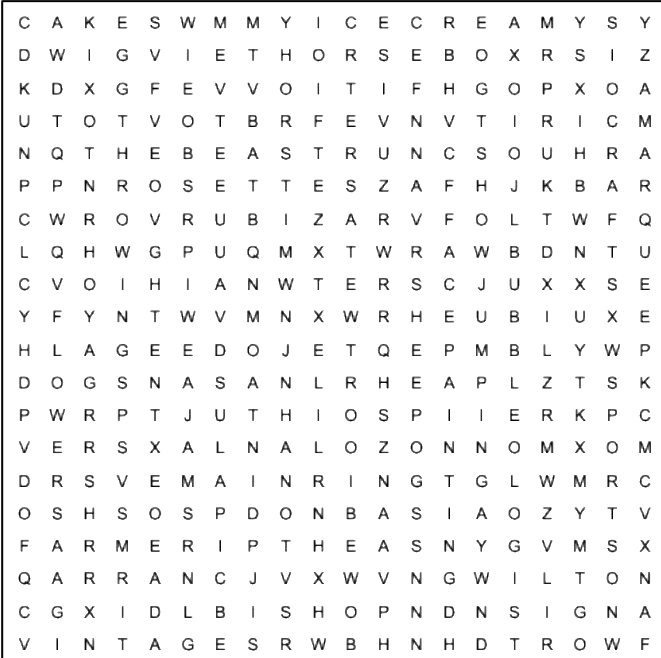 C A K E S W M M Y I C E C R E A M Y S Y
D W I G V I E T H O R S E B O X R S I Z
K D X G F E V V O I T I F H G O P X O A
U T O T V O T B R F E V N V T I R I C M
N Q T H E B E A S T R U N C S O U H R A
P P N R O S E T T E S Z A F H J K B A R
C W R O V R U B I Z A R V F O L T W F Q
L Q H W G P U Q M X T W R A W B D N T U
C V O I H I A N W T E R S C J U X X S E
Y F Y N T W V M N X W R H E U B I U X E
H L A G E E D O J E T Q E P M B L Y W P
D O G S N A S A N L R H E A P L Z T S K
P W R P T J U T H I O S P I I E R K P C
V E R S X A L N A L O Z O N N O M X O M
D R S V E M A I N R I N G T G L W M R C
O S H S O S P D O N B A S I A O Z Y T V
F A R M E R I P T H E A S N Y G V M S X
Q A R R A N C J V X W V N G W I L T O N
C G X I D L B I S H O P N D N S I G N A
V I N T A G E S R W B H N H D T R O W F